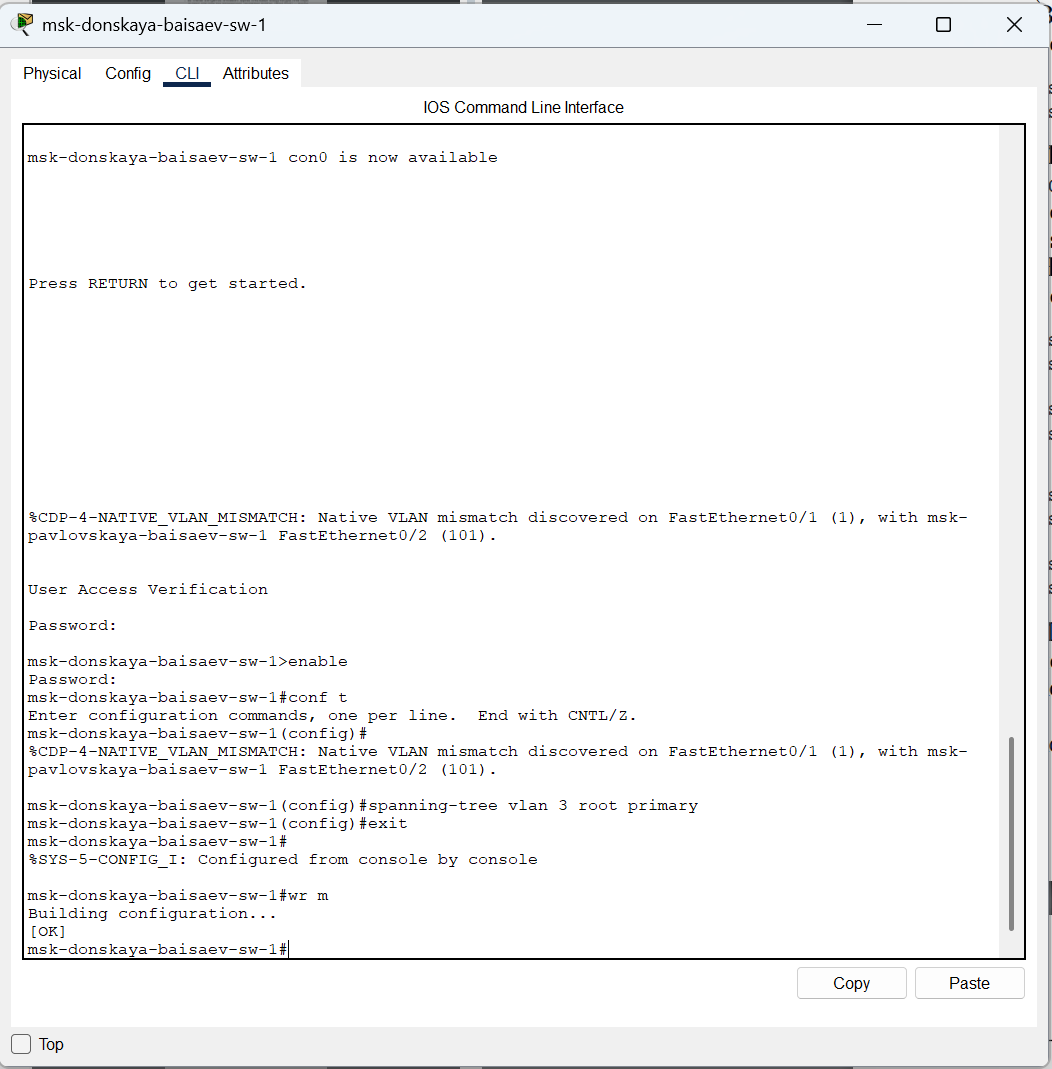 msk-donskaya-baisaev-sw-1
Physical Config CLI Attributes
IOS Command Line Interface
msk-donskaya-baisaev-sw-1 con0 is now available
Press RETURN to get started.
%CDP-4-NATIVE_VLAN_MISMATCH: Native VLAN mismatch discovered on FastEthernet0/1 (1), with msk-
pavlovskaya-baisaev-sw-1 FastEthernet0/2 (101).
User Access Verification
Password:
msk-donskaya-baisaev-sw-1>enable
Password:
msk-donskaya-baisaev-sw-1#conf t
Enter configuration commands, one per line.  End with CNTL/Z.
msk-donskaya-baisaev-sw-1(config)#
%CDP-4-NATIVE_VLAN_MISMATCH: Native VLAN mismatch discovered on FastEthernet0/1 (1), with msk-
pavlovskaya-baisaev-sw-1 FastEthernet0/2 (101).
msk-donskaya-baisaev-sw-1(config)#spanning-tree vlan 3 root primary
msk-donskaya-baisaev-sw-1(config)#exit
msk-donskaya-baisaev-sw-1#
%SYS-5-CONFIG_I: Configured from console by console
msk-donskaya-baisaev-sw-1#wr m
Building configuration...
[OK]
msk-donskaya-baisaev-sw-1#
Copy Paste
Top